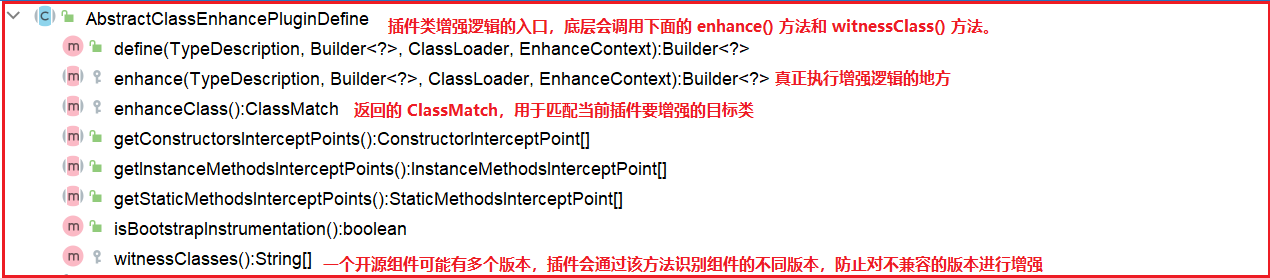 AbstractClassEnhancePluginDefine 插件类增强逻辑的入口，底层会调用下面的 enhance() 方法和 witnessClass() 方法。
define(TypeDescription, Builder<?>, ClassLoader, EnhanceContext):Builder<?>
enhance(TypeDescription, Builder<?>, ClassLoader, EnhanceContext):Builder<?> 真正执行增强逻辑的地方
enhanceClass():ClassMatch 返回的 ClassMatch，用于匹配当前插件要增强的目标类
getConstructorsInterceptPoints():ConstructorInterceptPoint[]
getInstanceMethodsInterceptPoints():InstanceMethodsInterceptPoint[]
getStaticMethodsInterceptPoints():StaticMethodsInterceptPoint[]
isBootstrapInstrumentation():boolean
witnessClasses():String[] 一个开源组件可能有多个版本，插件会通过该方法识别组件的不同版本，防止对不兼容的版本进行增强